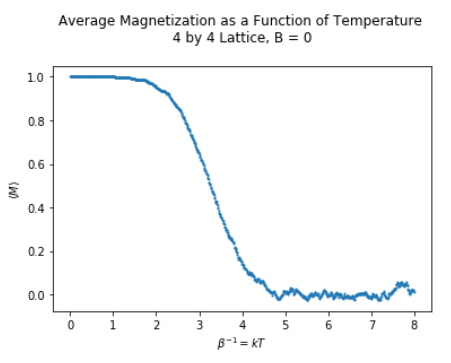 Average Magnetization as a Function of Temperature
4 by 4 Lattice, B = 0
1.0
0.8
0.6
0.4
0.2
0.0
⟨M⟩
0 1 2 3 4 5 6 7 8
β⁻¹ = kT